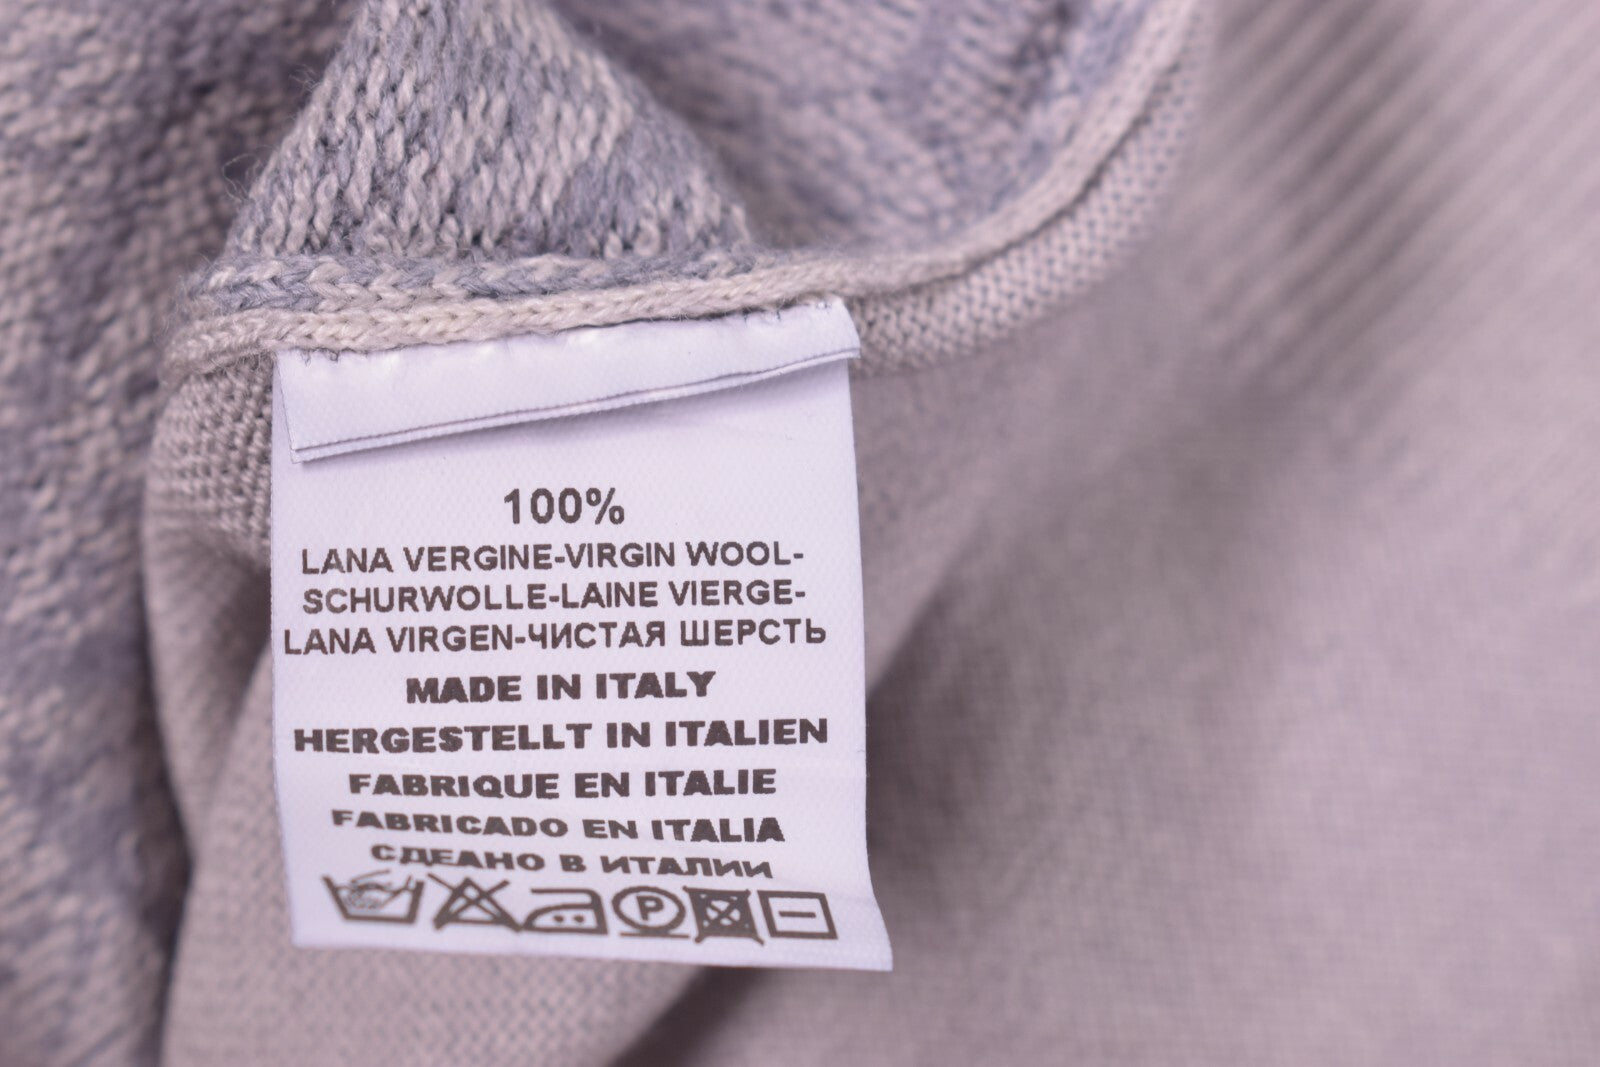 100%
LANA VERGINE-VIRGIN WOOL-
SCHURWOLLE-LAINE VIERGE-
LANA VIRGEN-ЧИСТАЯ ШЕРСТЬ
MADE IN ITALY
HERGESTELLT IN ITALIEN
FABRIQUE EN ITALIE
FABRICADO EN ITALIA
СДЕАНО В ИТАЛИИ
P